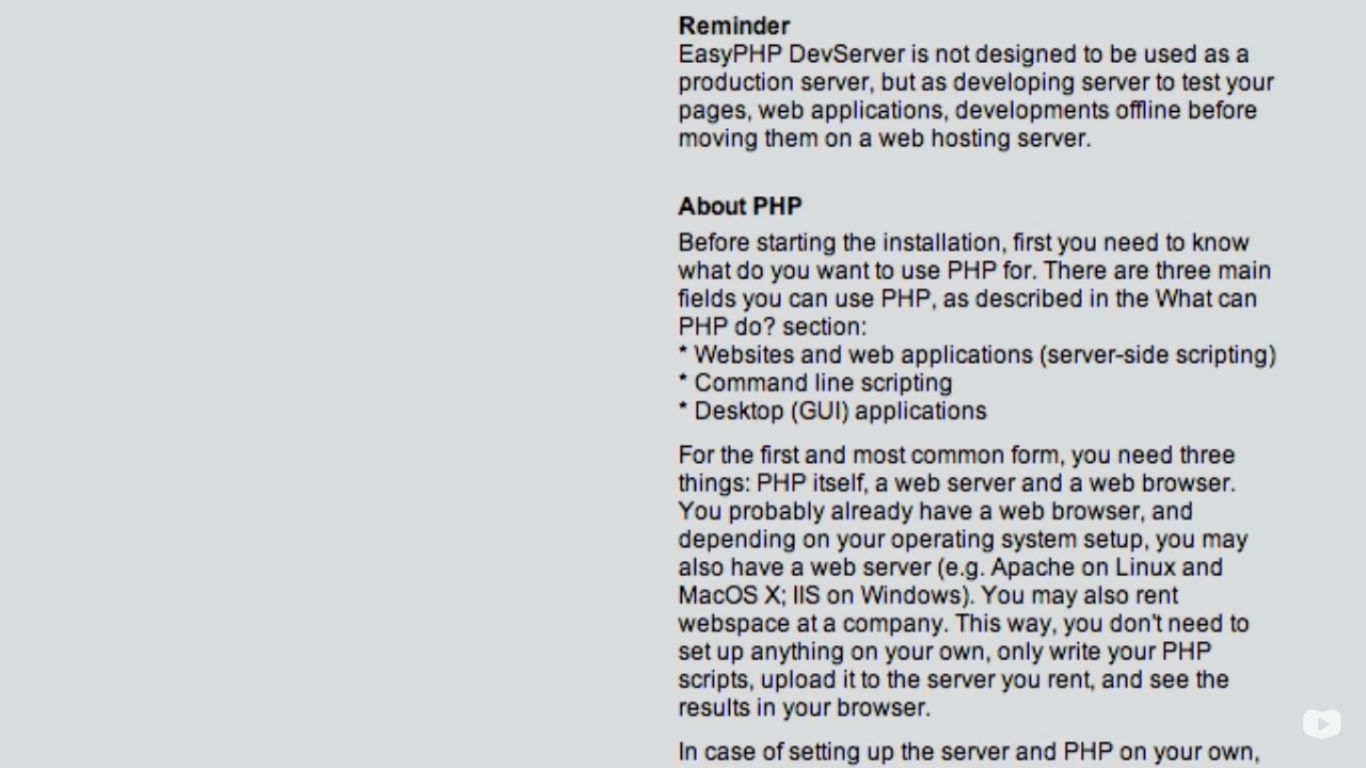 Reminder
EasyPHP DevServer is not designed to be used as a
production server, but as developing server to test your
pages, web applications, developments offline before
moving them on a web hosting server.
About PHP
Before starting the installation, first you need to know
what do you want to use PHP for. There are three main
fields you can use PHP, as described in the What can
PHP do? section:
* Websites and web applications (server-side scripting)
* Command line scripting
* Desktop (GUI) applications
For the first and most common form, you need three
things: PHP itself, a web server and a web browser.
You probably already have a web browser, and
depending on your operating system setup, you may
also have a web server (e.g. Apache on Linux and
MacOS X; IIS on Windows). You may also rent
webspace at a company. This way, you don't need to
set up anything on your own, only write your PHP
scripts, upload it to the server you rent, and see the
results in your browser.
In case of setting up the server and PHP on your own,